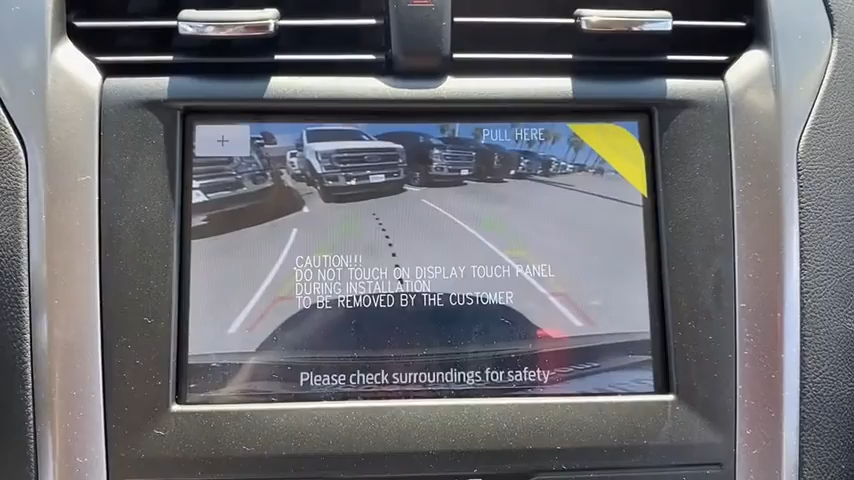 PULL HERE
CAUTION!!!
DO NOT TOUCH ON DISPLAY TOUCH PANEL
DURING INSTALLATION
TO BE REMOVED BY THE CUSTOMER
Please check surroundings for safety